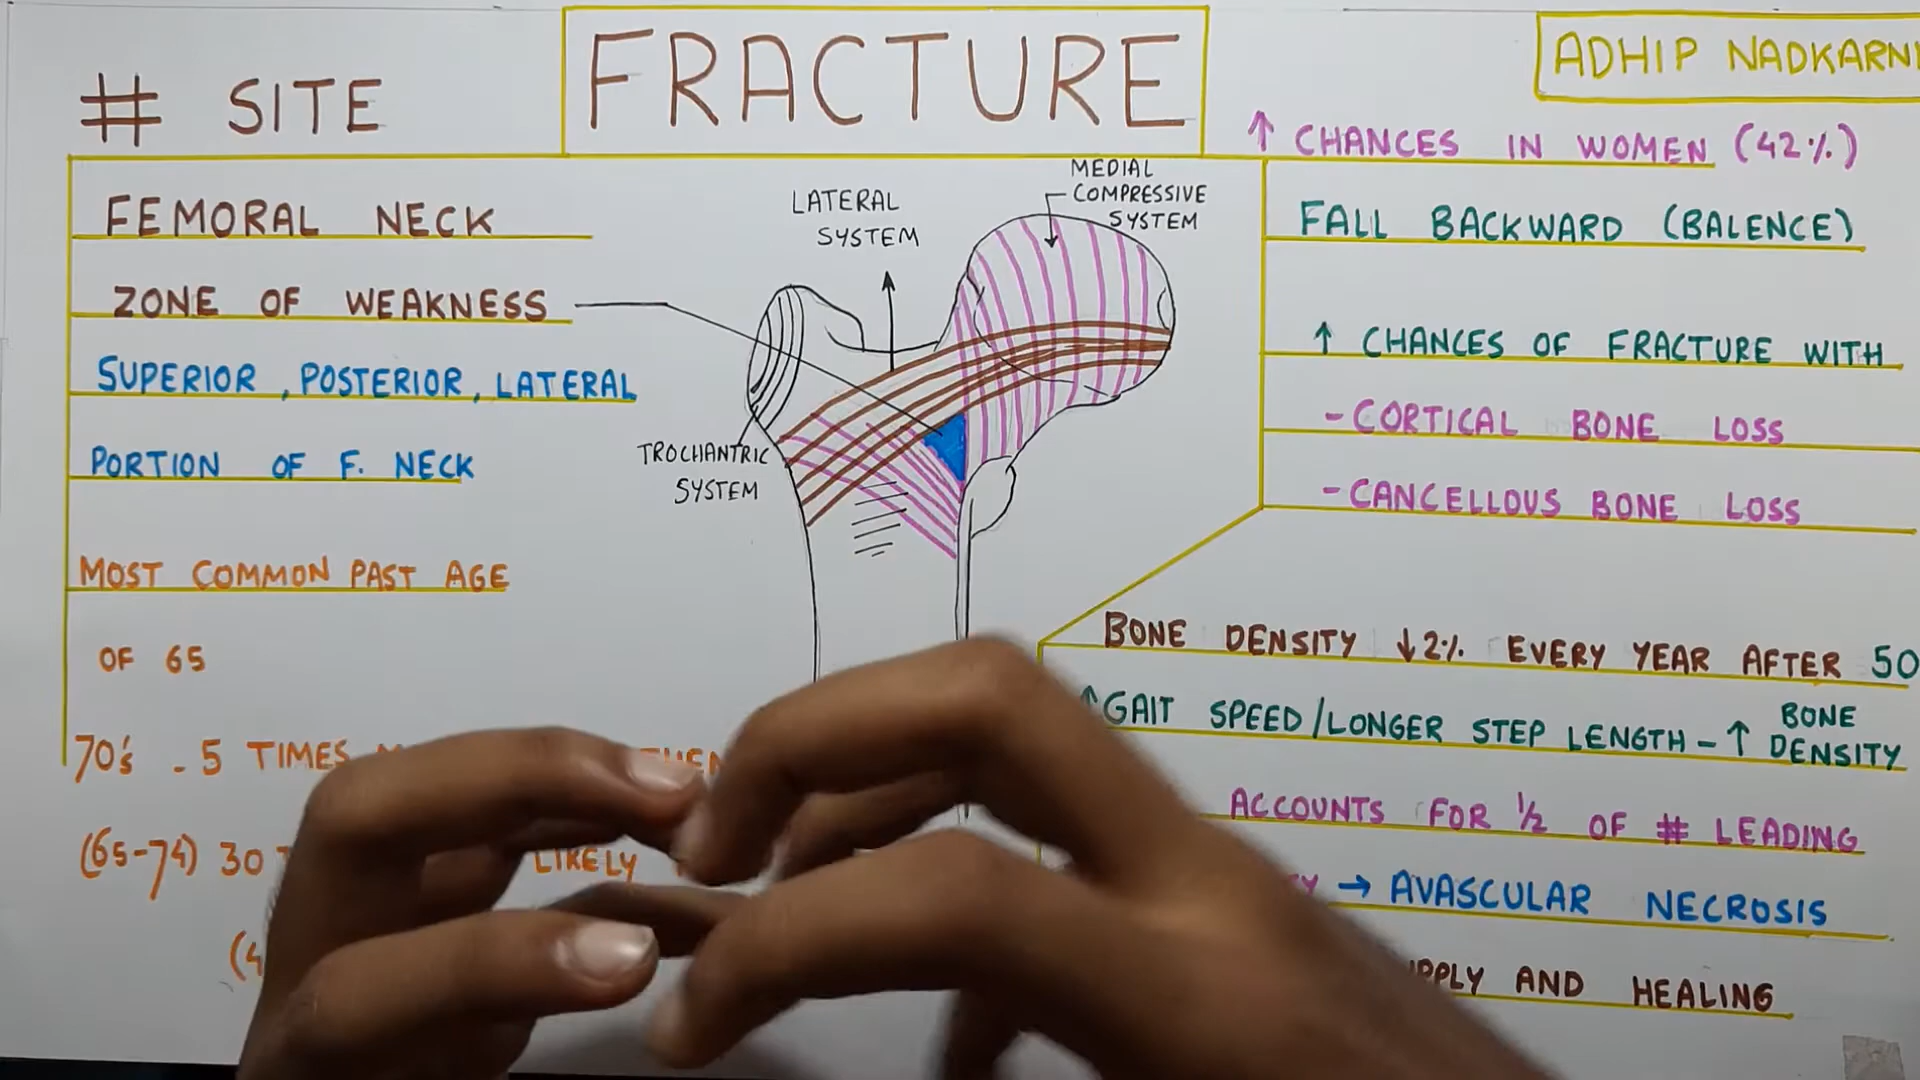 FRACTURE
ADHIP NADKARNI
# SITE
FEMORAL NECK
ZONE OF WEAKNESS
SUPERIOR, POSTERIOR, LATERAL
PORTION OF F. NECK
MOST COMMON PAST AGE
OF 65
70's - 5 TIMES
(65-74) 30 LIKELY
LATERAL
SYSTEM
MEDIAL
COMPRESSIVE
SYSTEM
TROCHANTRIC
SYSTEM
↑ CHANCES IN WOMEN (42%)
FALL BACKWARD (BALENCE)
↑ CHANCES OF FRACTURE WITH
- CORTICAL BONE LOSS
- CANCELLOUS BONE LOSS
BONE DENSITY ↓2% EVERY YEAR AFTER 50
↑GAIT SPEED/LONGER STEP LENGTH - ↑ BONE DENSITY
ACCOUNTS FOR 1/2 OF # LEADING
→ AVASCULAR NECROSIS
AND HEALING